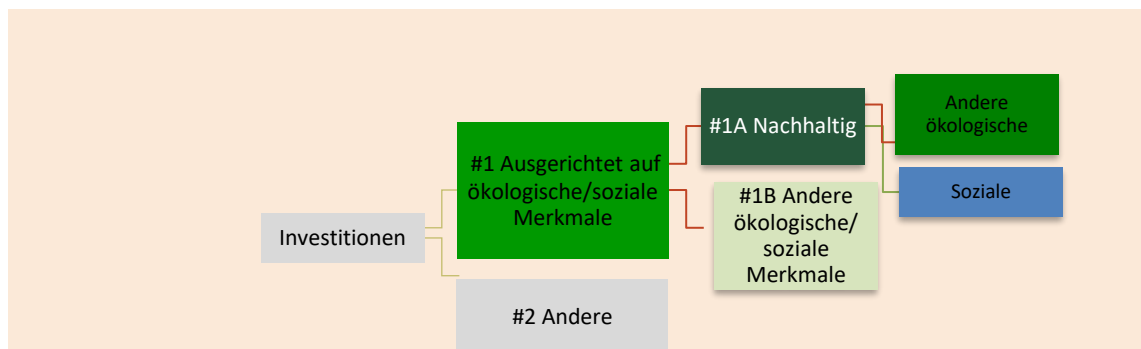 Investitionen
#1 Ausgerichtet auf
ökologische/soziale
Merkmale
#2 Andere
#1A Nachhaltig
#1B Andere
ökologische/
soziale
Merkmale
Andere
ökologische
Soziale